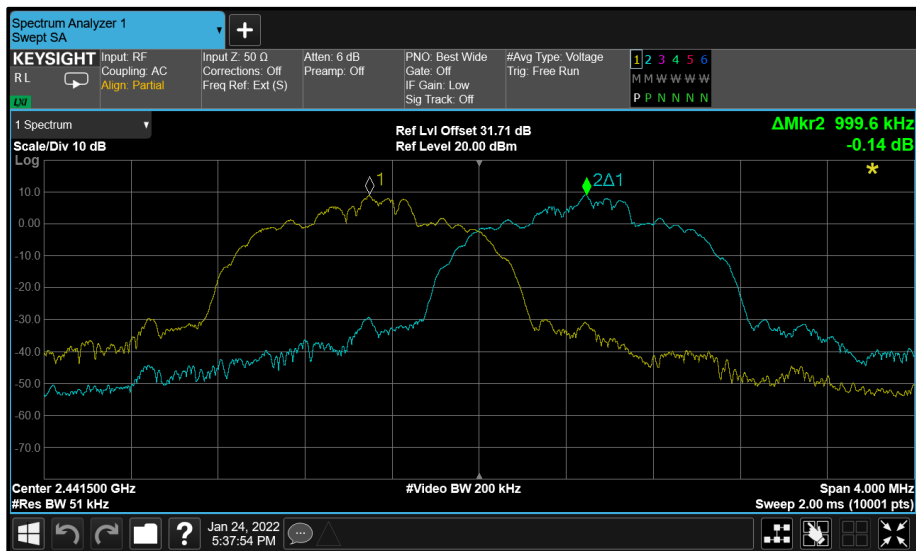 Spectrum Analyzer 1
Swept SA
KEYSIGHT
R L
LXI
Input: RF
Coupling: AC
Align: Partial
Input Z: 50 Ω
Corrections: Off
Freq Ref: Ext (S)
Atten: 6 dB
Preamp: Off
PNO: Best Wide
Gate: Off
IF Gain: Low
Sig Track: Off
#Avg Type: Voltage
Trig: Free Run
1 2 3 4 5 6
M M W W W W
P P N N N N
1 Spectrum
Scale/Div 10 dB
Ref Lvl Offset 31.71 dB
Ref Level 20.00 dBm
ΔMkr2 999.6 kHz
-0.14 dB
Log
10.0
0.00
-10.0
-20.0
-30.0
-40.0
-50.0
-60.0
-70.0
1
2Δ1
*
Center 2.441500 GHz
#Res BW 51 kHz
#Video BW 200 kHz
Span 4.000 MHz
Sweep 2.00 ms (10001 pts)
?
Jan 24, 2022
5:37:54 PM